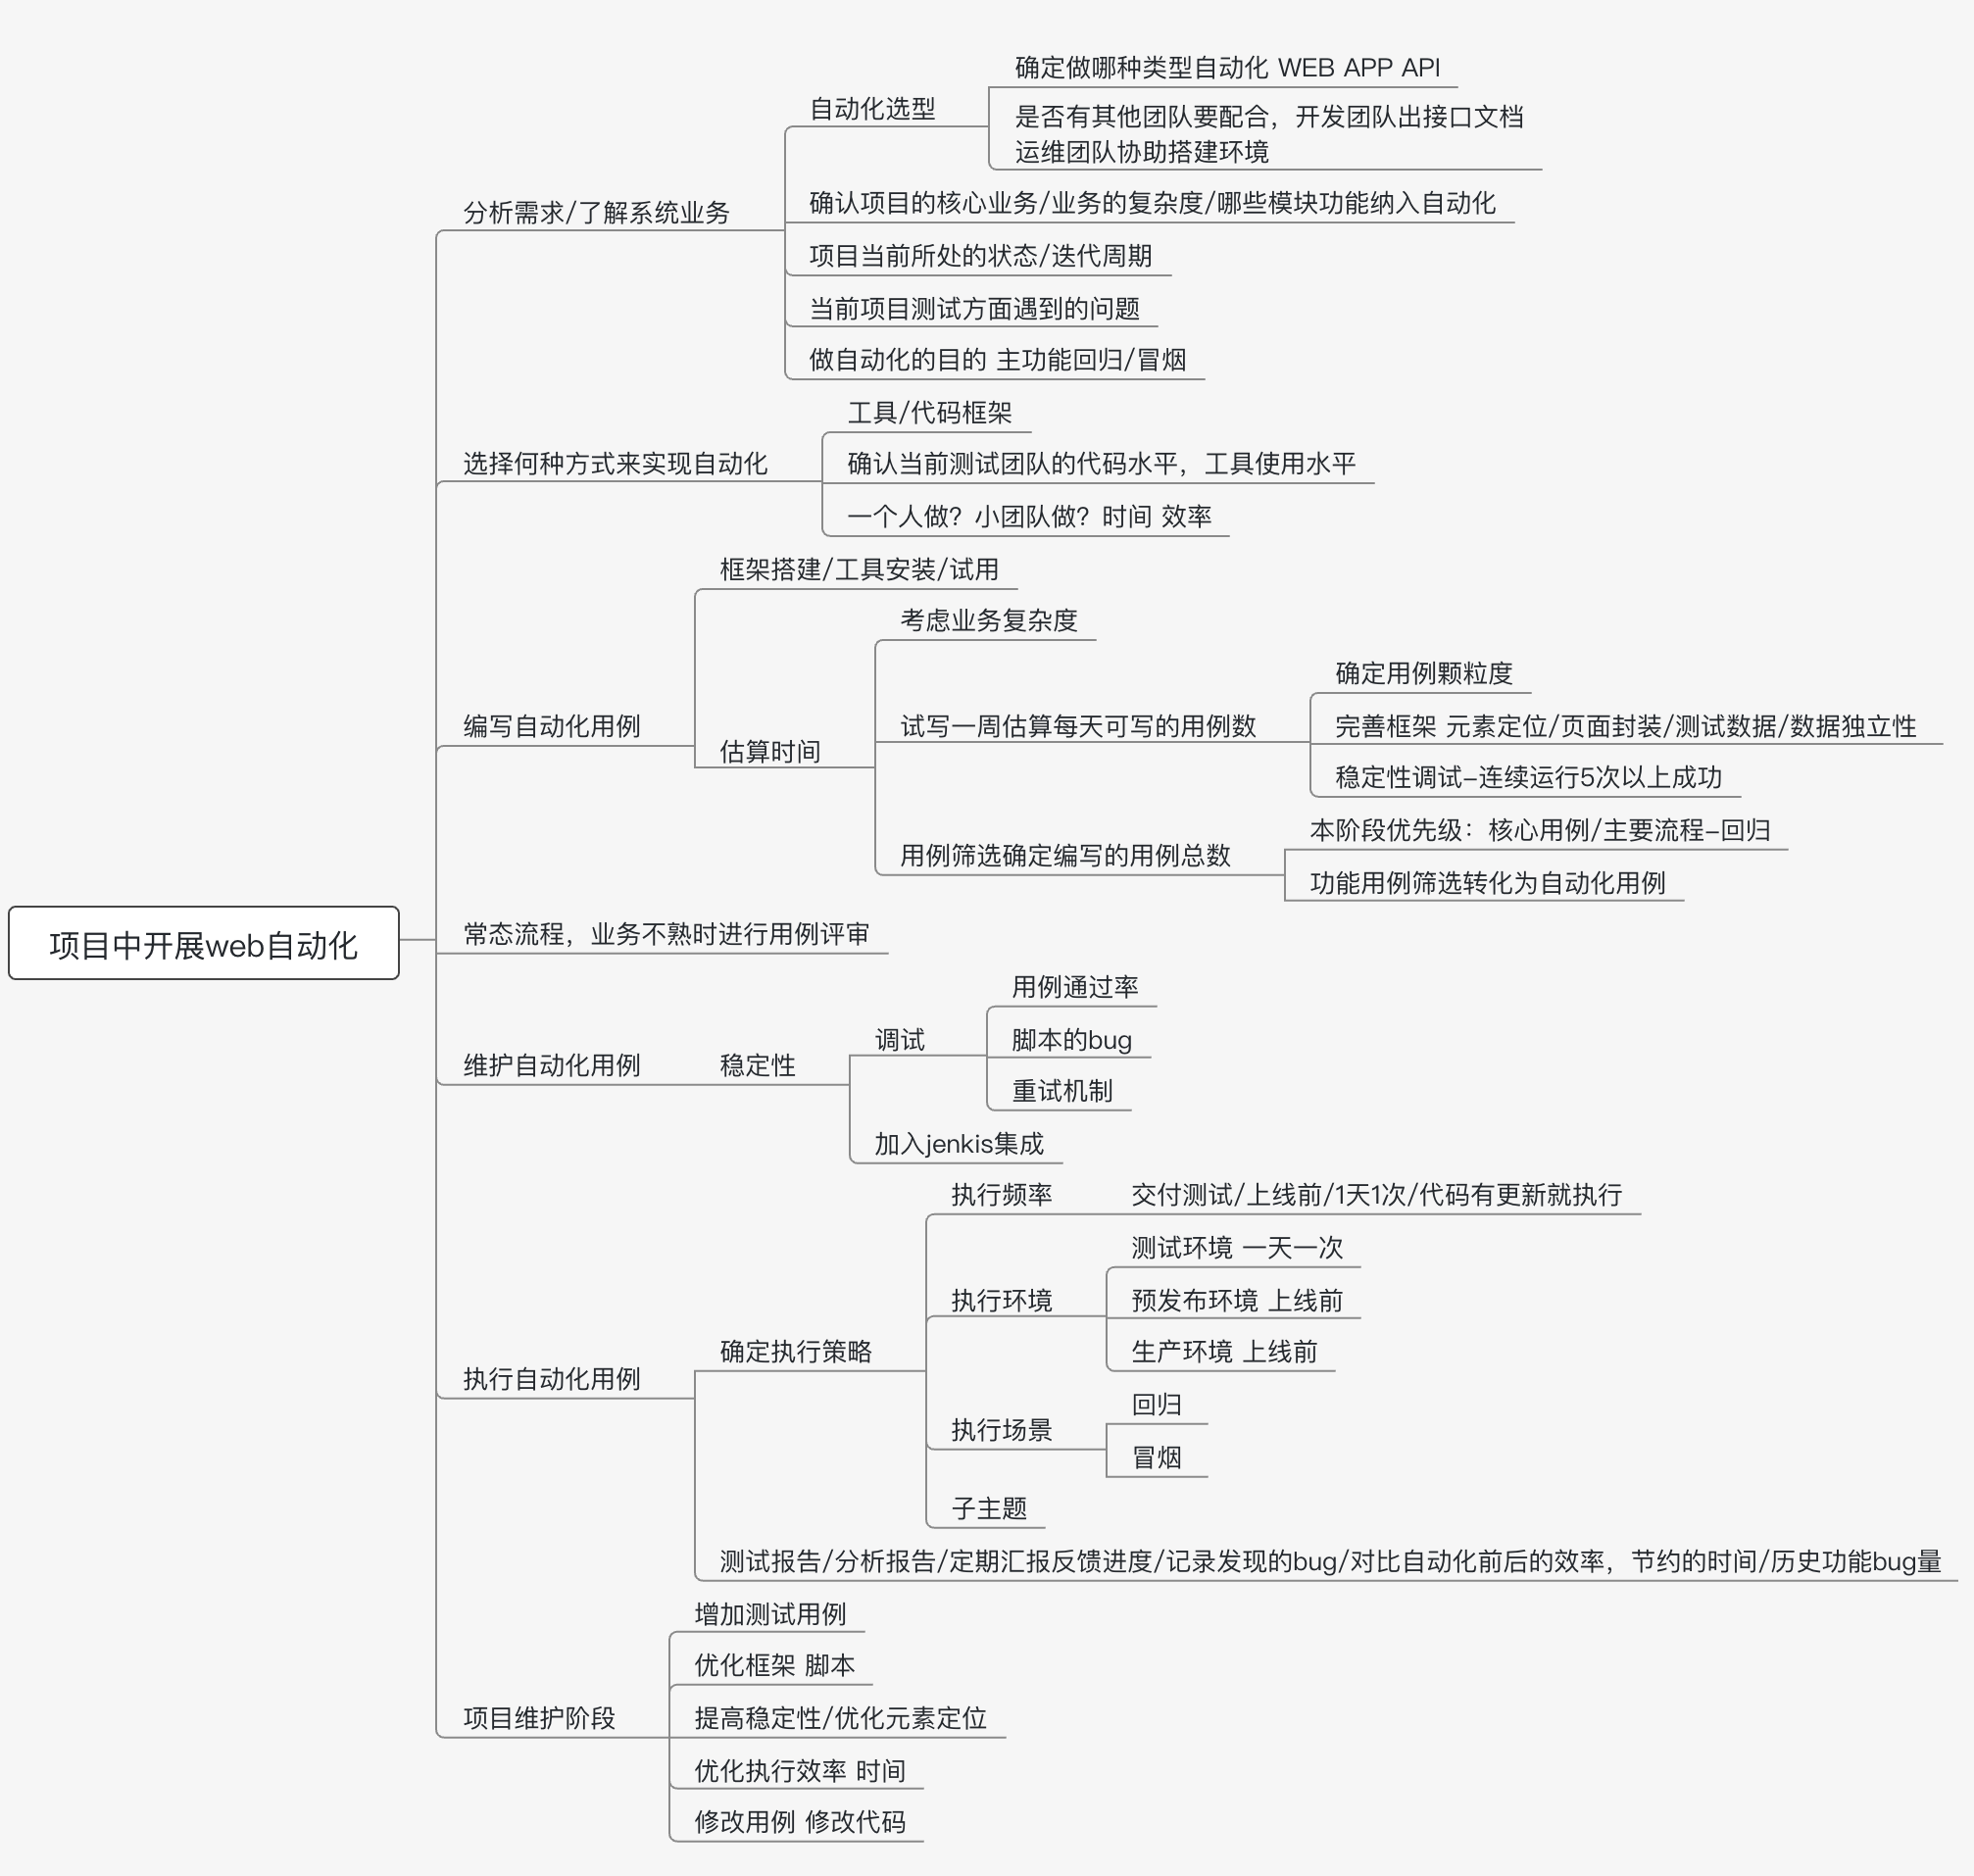 确定做哪种类型自动化 WEB APP API
自动化选型
是否有其他团队要配合，开发团队出接口文档
运维团队协助搭建环境
分析需求/了解系统业务
确认项目的核心业务/业务的复杂度/哪些模块功能纳入自动化
项目当前所处的状态/迭代周期
当前项目测试方面遇到的问题
做自动化的目的 主功能回归/冒烟
工具/代码框架
选择何种方式来实现自动化
确认当前测试团队的代码水平，工具使用水平
一个人做？小团队做？时间 效率
框架搭建/工具安装/试用
考虑业务复杂度
确定用例颗粒度
编写自动化用例
估算时间
试写一周估算每天可写的用例数
完善框架 元素定位/页面封装/测试数据/数据独立性
稳定性调试-连续运行5次以上成功
本阶段优先级：核心用例/主要流程-回归
用例筛选确定编写的用例总数
功能用例筛选转化为自动化用例
项目中开展web自动化
常态流程，业务不熟时进行用例评审
用例通过率
调试
脚本的bug
维护自动化用例
稳定性
重试机制
加入jenkis集成
执行频率
交付测试/上线前/1天1次/代码有更新就执行
测试环境 一天一次
执行环境
预发布环境 上线前
确定执行策略
生产环境 上线前
执行自动化用例
回归
执行场景
冒烟
子主题
测试报告/分析报告/定期汇报反馈进度/记录发现的bug/对比自动化前后的效率，节约的时间/历史功能bug量
增加测试用例
优化框架 脚本
项目维护阶段
提高稳定性/优化元素定位
优化执行效率 时间
修改用例 修改代码